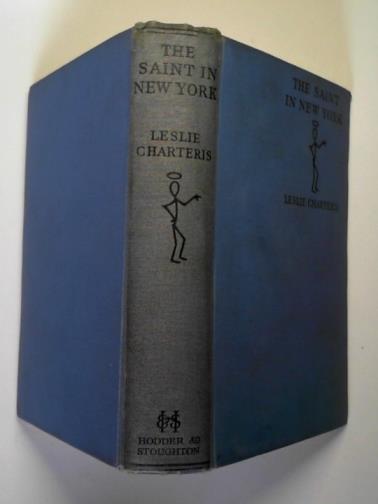 THE
SAINT IN
NEW YORK
LESLIE
CHARTERIS
HODDER AND
STOUGHTON
THE SAINT
IN NEW YORK
LESLIE CHARTERIS